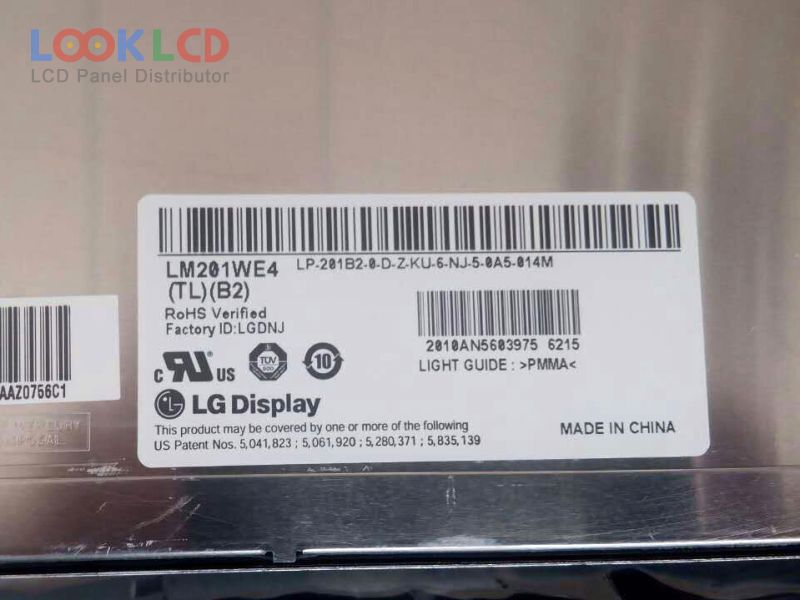 LOOKLCD
LCD Panel Distributor
LM201WE4
LP-201B2-0-D-Z-KU-6-NJ-5-0A5-014M
(TL)(B2)
RoHS Verified
Factory ID:LGDNJ
2010AN5603975 6215
LIGHT GUIDE : >PMMA<
c US
TÜV
10
LG Display
This product may be covered by one or more of the following
US Patent Nos. 5,041,823 ; 5,061,920 ; 5,280,371 ; 5,835,139
MADE IN CHINA
AAZ0756C1